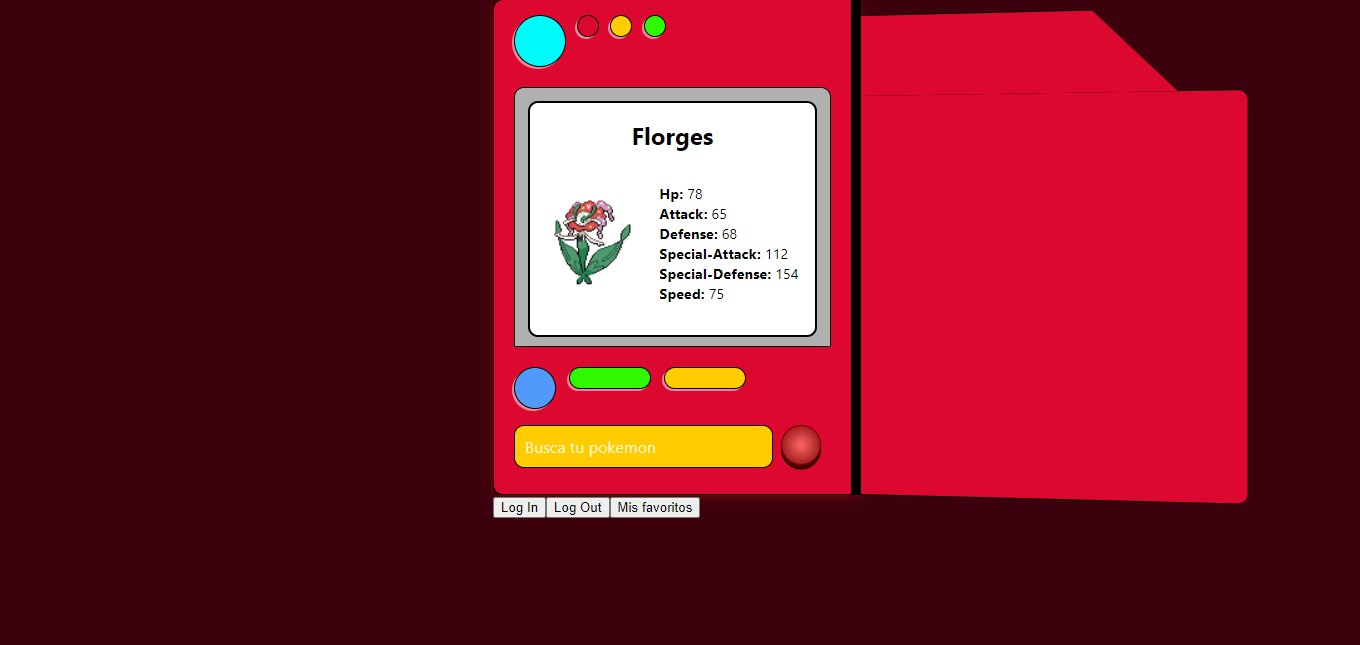 Florges
Hp: 78
Attack: 65
Defense: 68
Special-Attack: 112
Special-Defense: 154
Speed: 75
Busca tu pokemon
Log In Log Out Mis favoritos